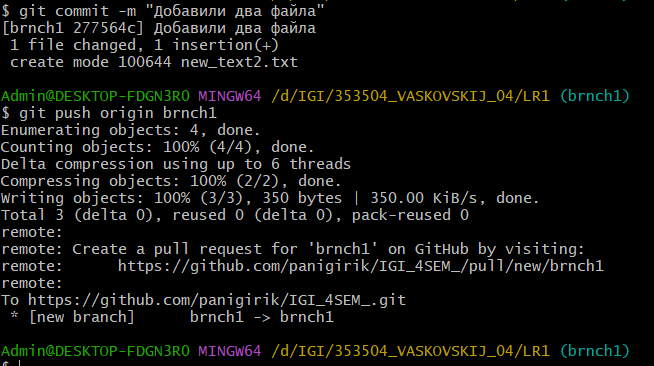 $ git commit -m "Добавили два файла"
[brnch1 277564c] Добавили два файла
 1 file changed, 1 insertion(+)
 create mode 100644 new_text2.txt

Admin@DESKTOP-FDGN3R0 MINGW64 /d/IGI/353504_VASKOVSKIJ_04/LR1 (brnch1)
$ git push origin brnch1
Enumerating objects: 4, done.
Counting objects: 100% (4/4), done.
Delta compression using up to 6 threads
Compressing objects: 100% (2/2), done.
Writing objects: 100% (3/3), 350 bytes | 350.00 KiB/s, done.
Total 3 (delta 0), reused 0 (delta 0), pack-reused 0
remote:
remote: Create a pull request for 'brnch1' on GitHub by visiting:
remote:      https://github.com/panigirik/IGI_4SEM_/pull/new/brnch1
remote:
To https://github.com/panigirik/IGI_4SEM_.git
 * [new branch]      brnch1 -> brnch1

Admin@DESKTOP-FDGN3R0 MINGW64 /d/IGI/353504_VASKOVSKIJ_04/LR1 (brnch1)
$